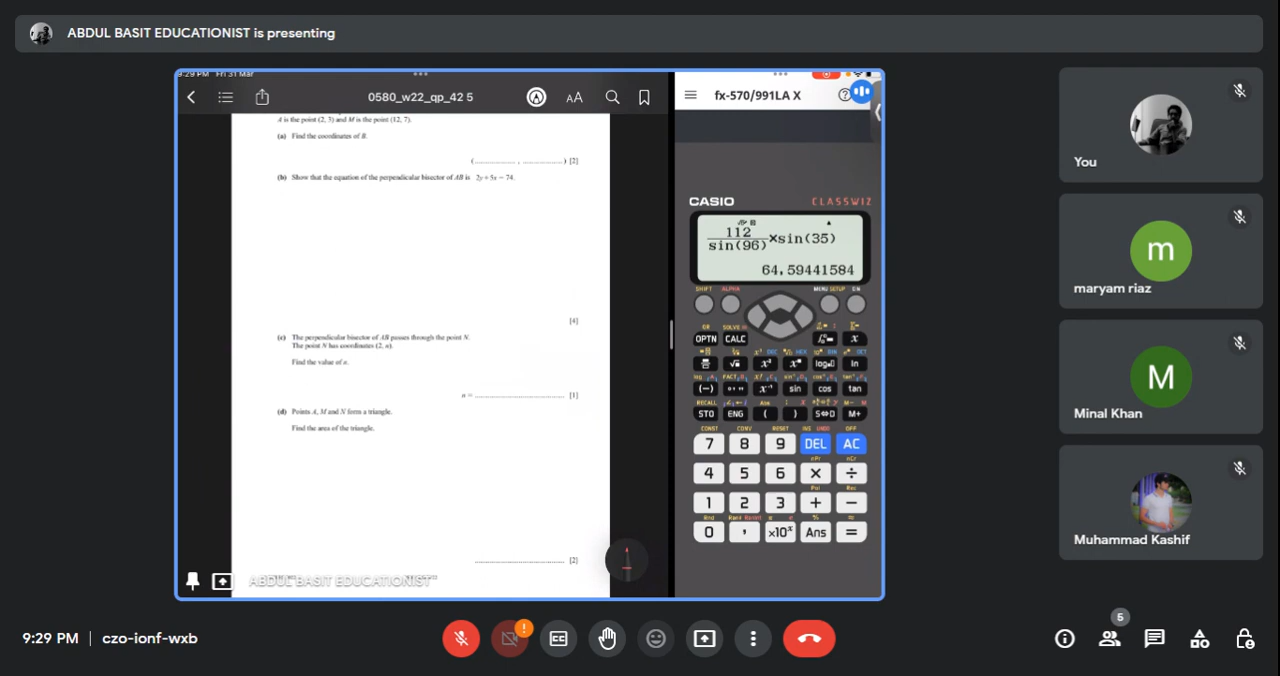 ABDUL BASIT EDUCATIONIST is presenting
9:29 PM Fri 31 Mar
0580_w22_qp_42 5
AA
A is the point (2, 3) and M is the point (12, 7).
(a) Find the coordinates of B.
( .................. , .................. ) [2]
(b) Show that the equation of the perpendicular bisector of AB is 2y + 5x = 74.
[4]
(c) The perpendicular bisector of AB passes through the point N.
The point N has coordinates (2, n).
Find the value of n.
n = .................................... [1]
(d) Points A, M and N form a triangle.
Find the area of the triangle.
.................................... [2]
ABDUL BASIT EDUCATIONIST
fx-570/991LA X
CASIO CLASSWIZ
112
sin(96) ×sin(35)
64.59441584
SHIFT ALPHA MENU SETUP ON
OPTN CALC x
log ln
(−) sin cos tan
STO ENG ( ) S⇔D M+
7 8 9 DEL AC
4 5 6 × ÷
1 2 3 + −
0 , ×10ˣ Ans =
You
m
maryam riaz
M
Minal Khan
Muhammad Kashif
9:29 PM | czo-ionf-wxb
!
CC
5